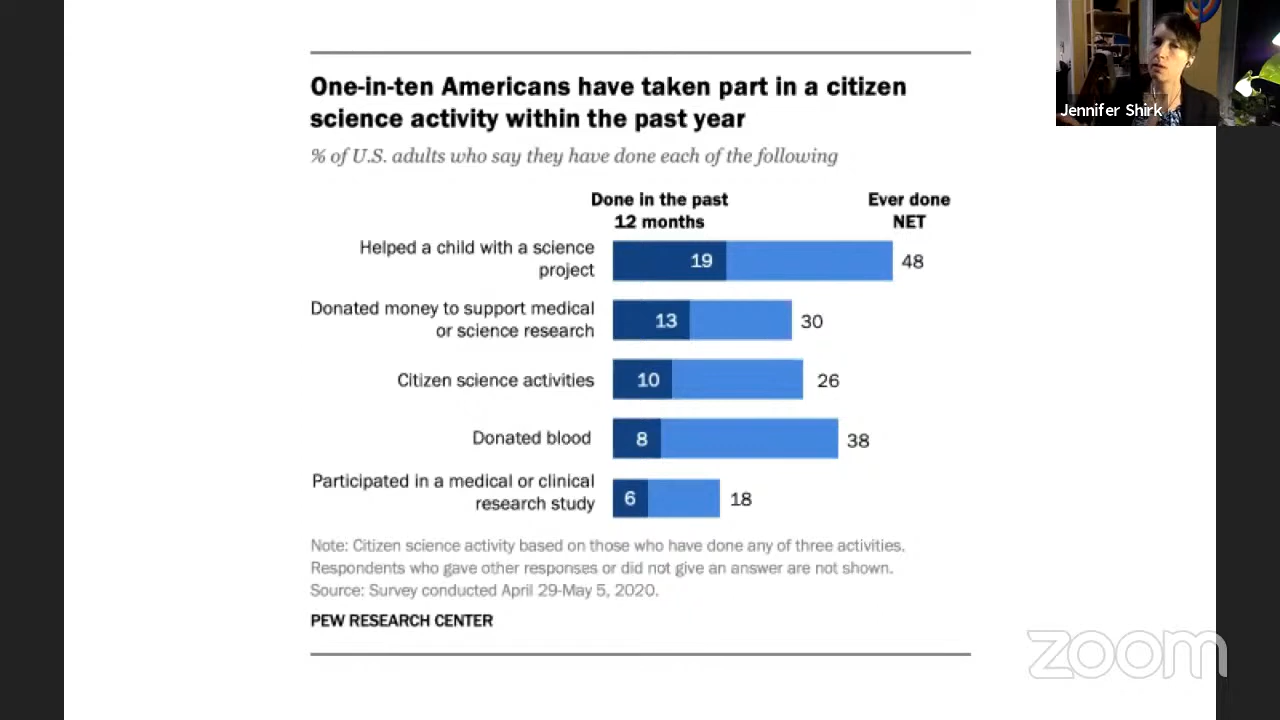 One-in-ten Americans have taken part in a citizen
science activity within the past year
% of U.S. adults who say they have done each of the following
Done in the past
12 months
Ever done
NET
Helped a child with a science
project
19
48
Donated money to support medical
or science research
13
30
Citizen science activities
10
26
Donated blood
8
38
Participated in a medical or clinical
research study
6
18
Note: Citizen science activity based on those who have done any of three activities.
Respondents who gave other responses or did not give an answer are not shown.
Source: Survey conducted April 29-May 5, 2020.
PEW RESEARCH CENTER
Jennifer Shirk
zoom